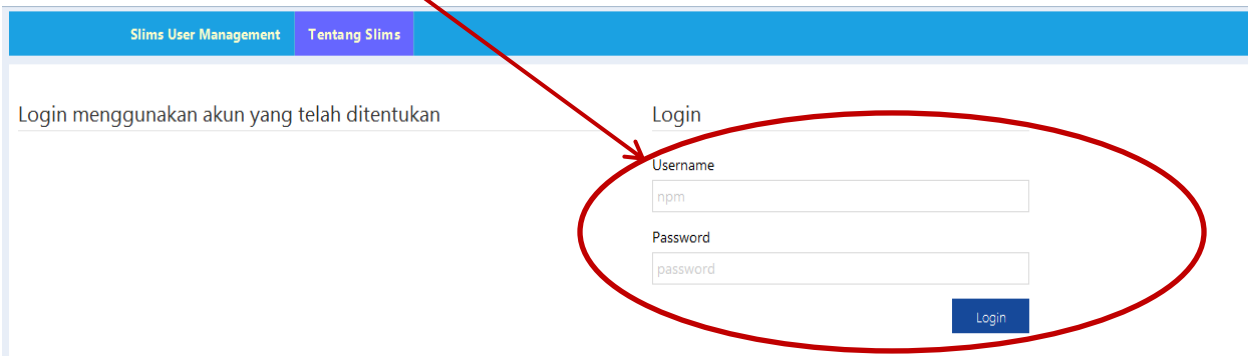 Slims User Management
Tentang Slims
Login menggunakan akun yang telah ditentukan
Login
Username
npm
Password
password
Login